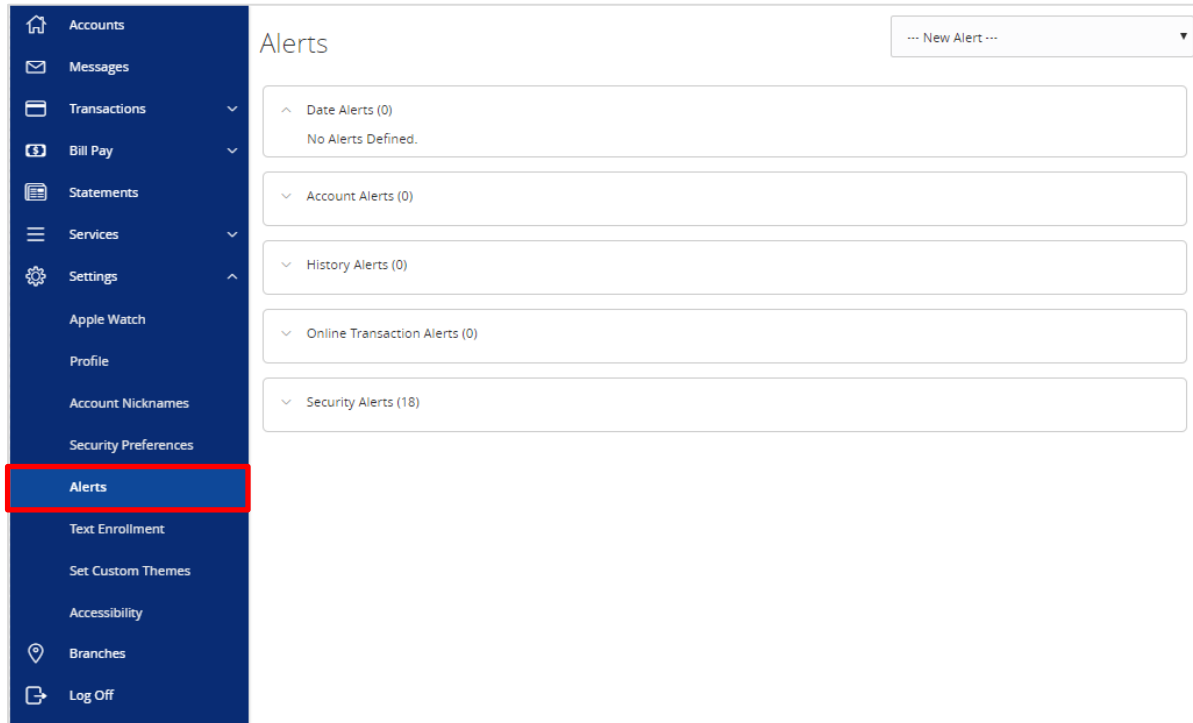 Accounts
Messages
Transactions
Bill Pay
Statements
Services
Settings
Apple Watch
Profile
Account Nicknames
Security Preferences
Alerts
Text Enrollment
Set Custom Themes
Accessibility
Branches
Log Off
Alerts
--- New Alert ---
Date Alerts (0)
No Alerts Defined.
Account Alerts (0)
History Alerts (0)
Online Transaction Alerts (0)
Security Alerts (18)